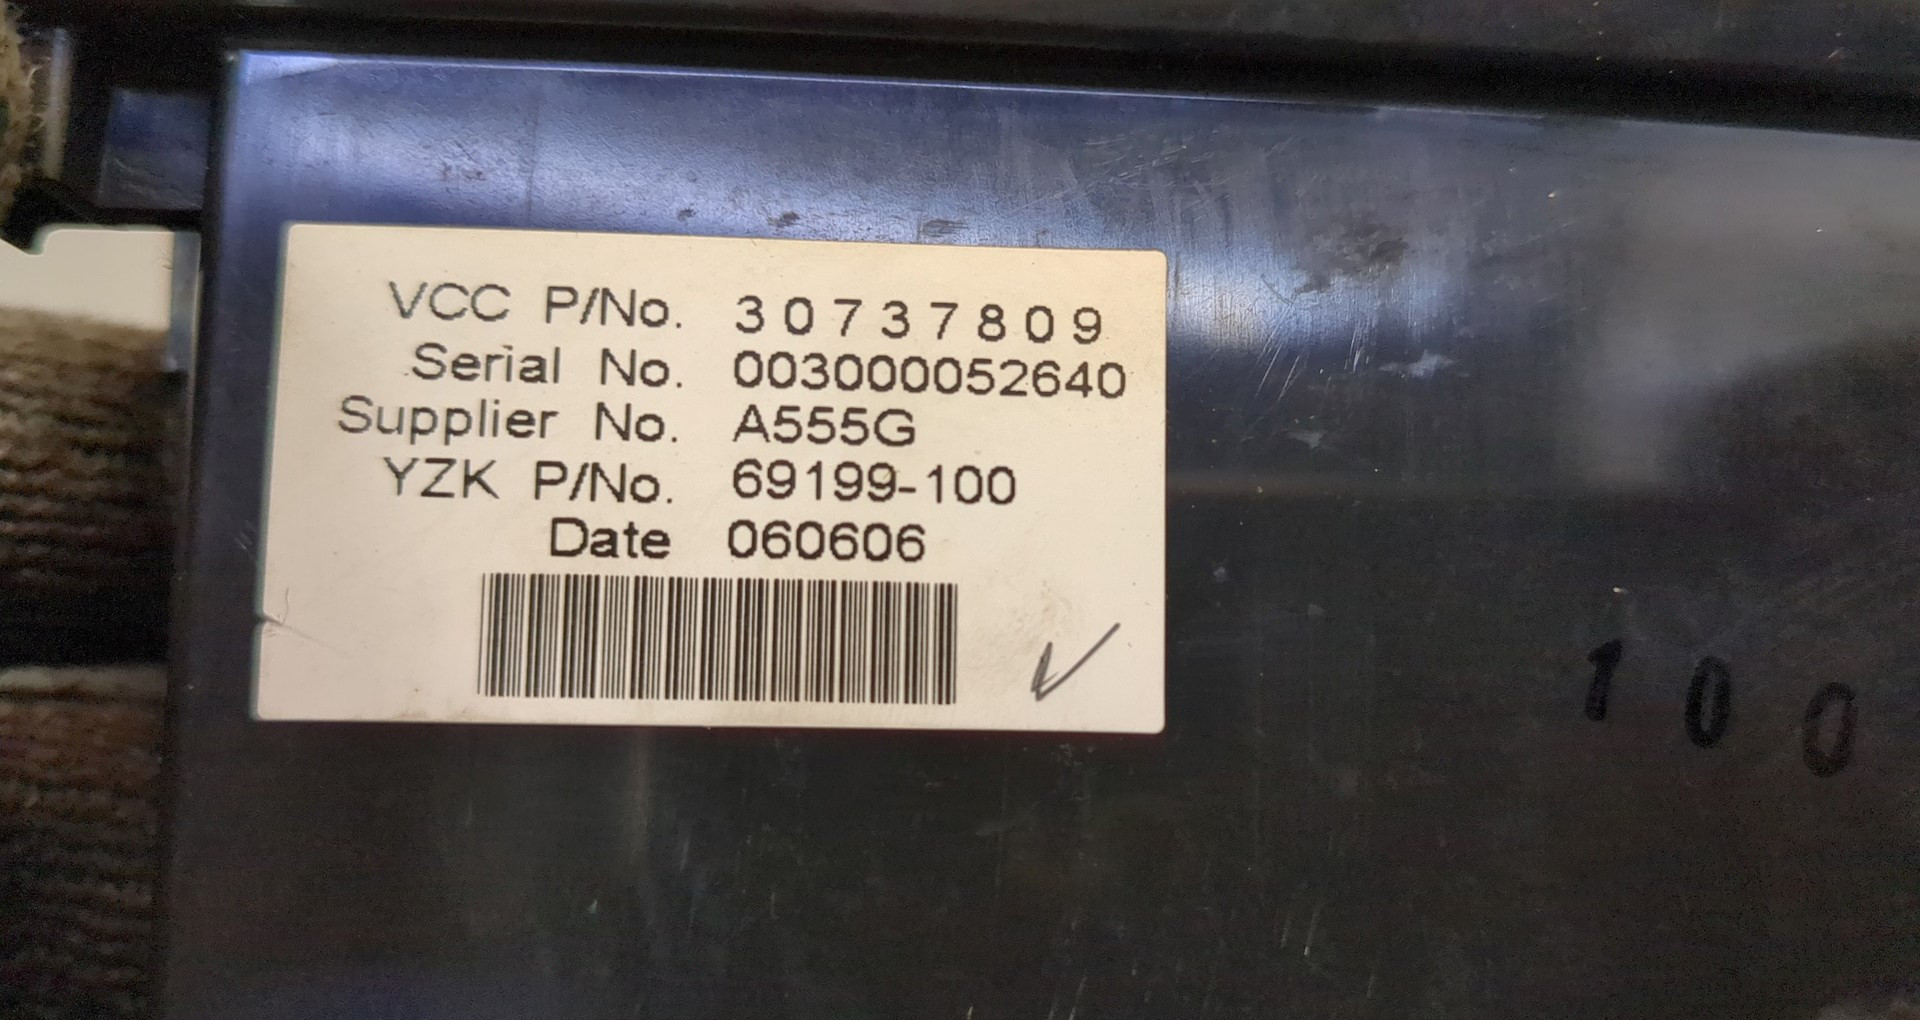 VCC P/No. 30737809
Serial No. 003000052640
Supplier No. A555G
YZK P/No. 69199-100
Date 060606
100